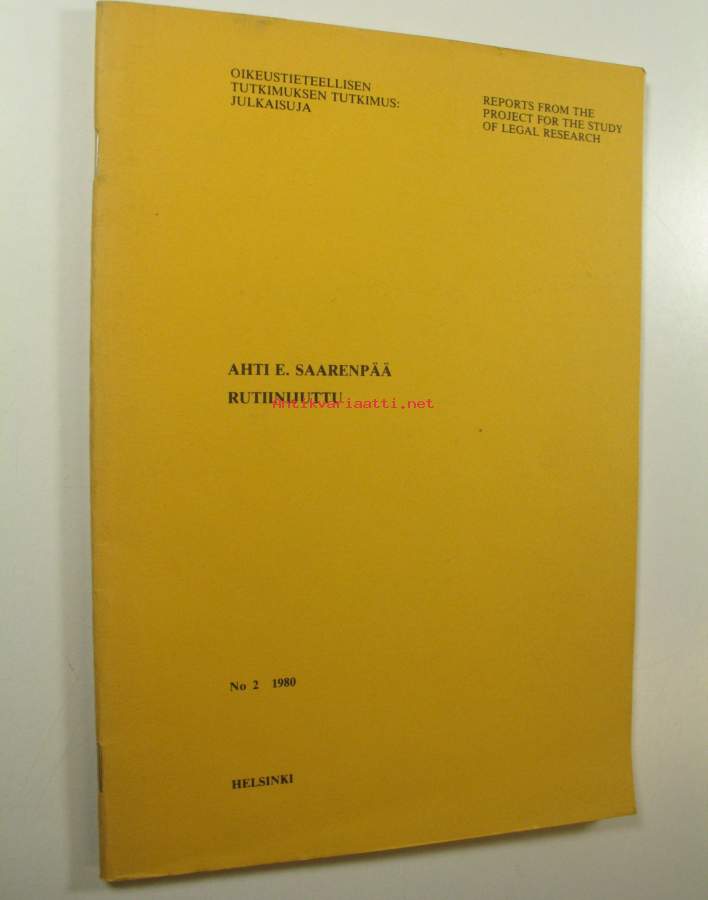 OIKEUSTIETEELLISEN
TUTKIMUKSEN TUTKIMUS:
JULKAISUJA
REPORTS FROM THE
PROJECT FOR THE STUDY
OF LEGAL RESEARCH
AHTI E. SAARENPÄÄ
RUTIINIJUTTU
Antikvariaatti.net
No 2 1980
HELSINKI